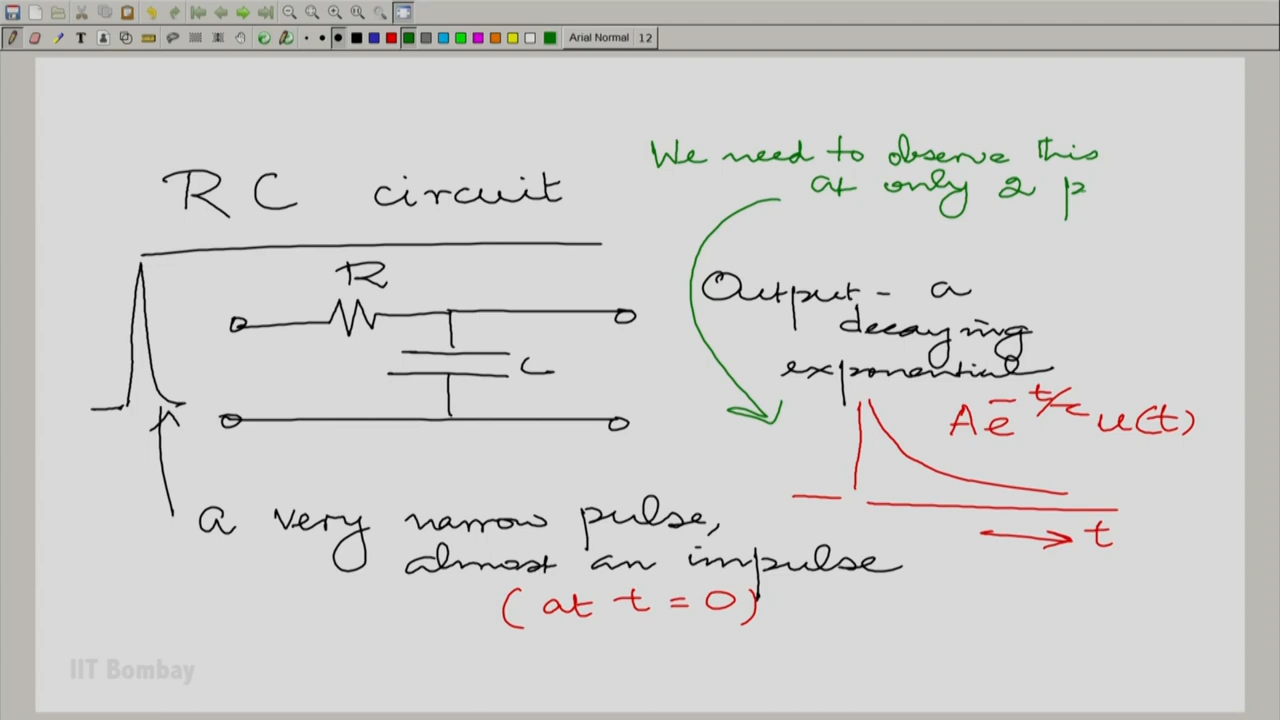 Arial Normal 12
We need to observe this
at only 2 p
RC circuit
R
C
Output - a
decaying
exponential
A e^{-t/τ} u(t)
t
a very narrow pulse,
almost an impulse
(at t = 0)
IIT Bombay